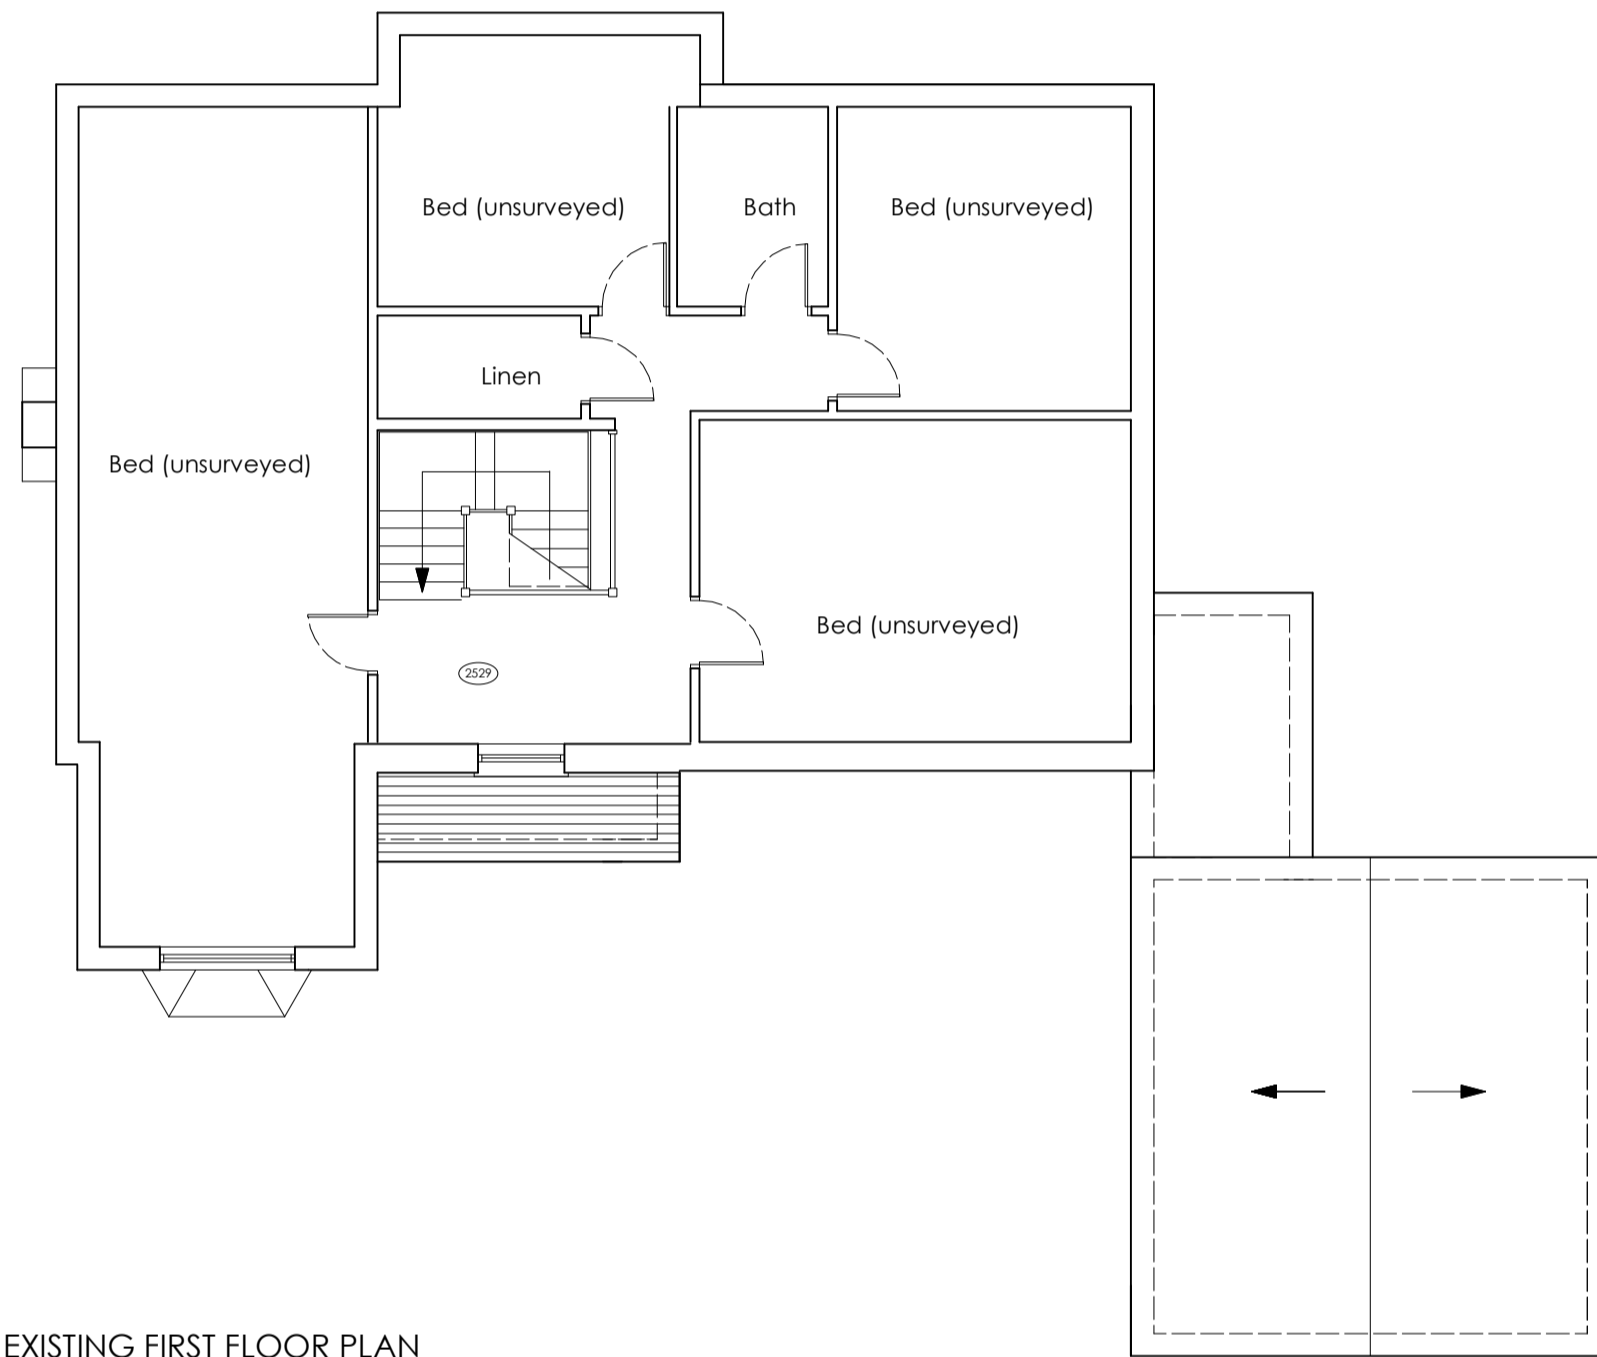 Bed (unsurveyed)
Bath
Bed (unsurveyed)
Linen
Bed (unsurveyed)
Bed (unsurveyed)
2529
EXISTING FIRST FLOOR PLAN